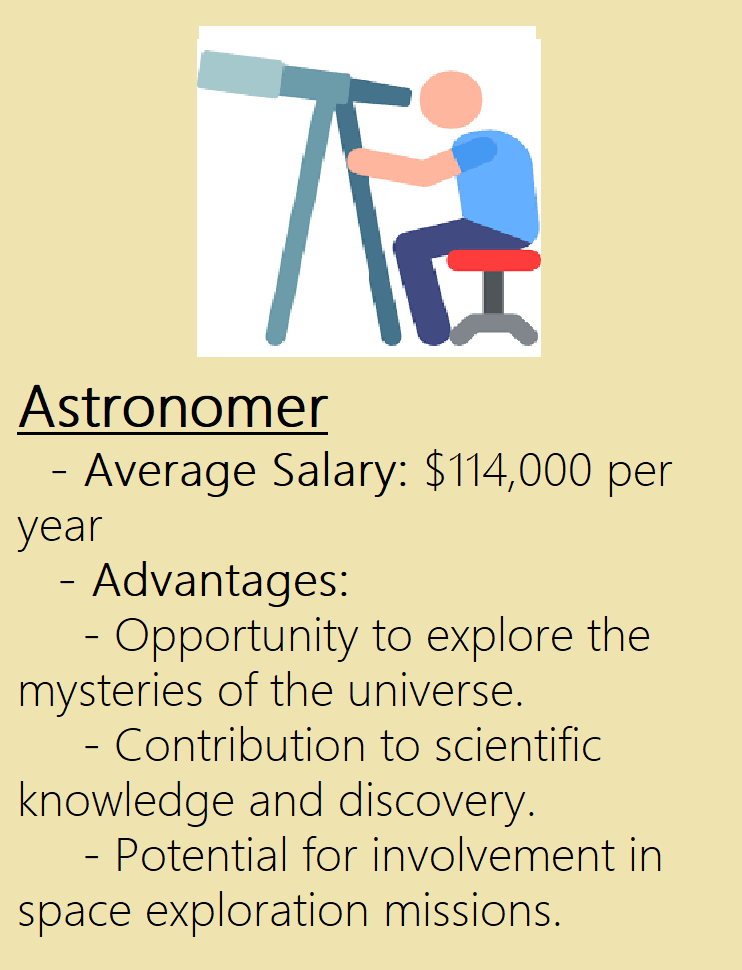 Astronomer
- Average Salary: $114,000 per
year
- Advantages:
- Opportunity to explore the
mysteries of the universe.
- Contribution to scientific
knowledge and discovery.
- Potential for involvement in
space exploration missions.